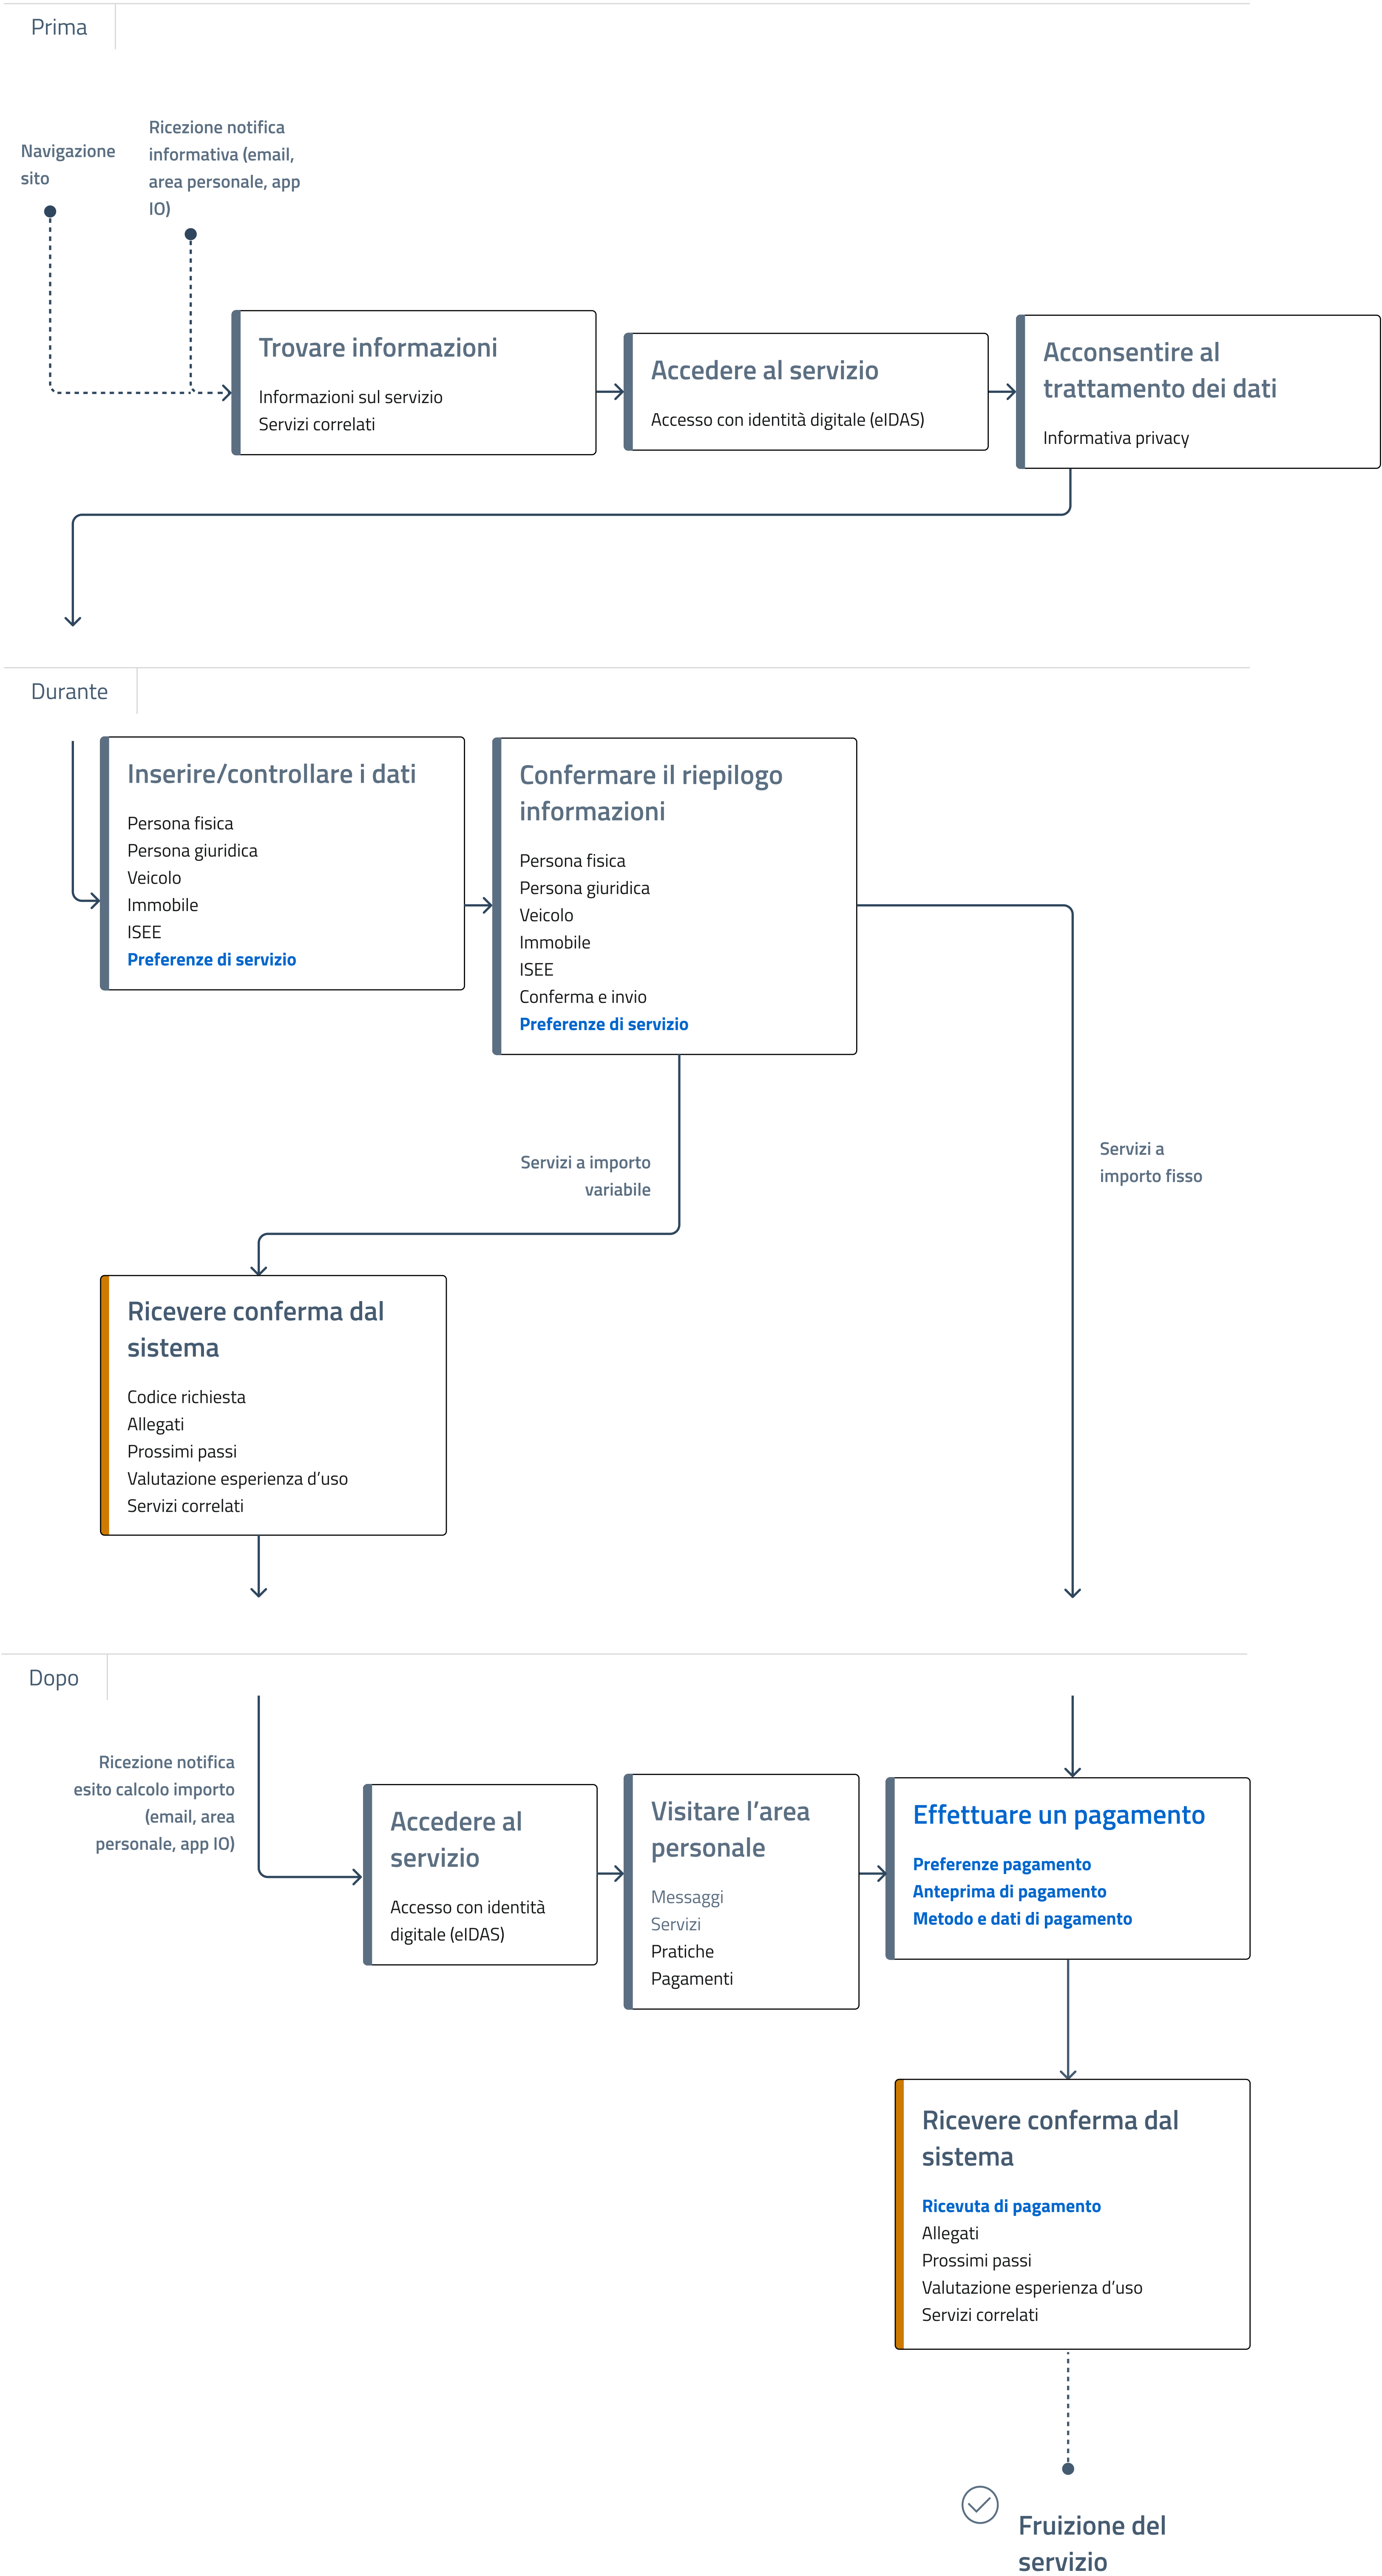 Prima
Navigazione
sito
Ricezione notifica
informativa (email,
area personale, app
IO)
Trovare informazioni
Informazioni sul servizio
Servizi correlati
Accedere al servizio
Accesso con identità digitale (eIDAS)
Acconsentire al
trattamento dei dati
Informativa privacy
Durante
Inserire/controllare i dati
Persona fisica
Persona giuridica
Veicolo
Immobile
ISEE
Preferenze di servizio
Confermare il riepilogo
informazioni
Persona fisica
Persona giuridica
Veicolo
Immobile
ISEE
Conferma e invio
Preferenze di servizio
Servizi a importo
variabile
Servizi a
importo fisso
Ricevere conferma dal
sistema
Codice richiesta
Allegati
Prossimi passi
Valutazione esperienza d’uso
Servizi correlati
Dopo
Ricezione notifica
esito calcolo importo
(email, area
personale, app IO)
Accedere al
servizio
Accesso con identità
digitale (eIDAS)
Visitare l’area
personale
Messaggi
Servizi
Pratiche
Pagamenti
Effettuare un pagamento
Preferenze pagamento
Anteprima di pagamento
Metodo e dati di pagamento
Ricevere conferma dal
sistema
Ricevuta di pagamento
Allegati
Prossimi passi
Valutazione esperienza d’uso
Servizi correlati
Fruizione del
servizio